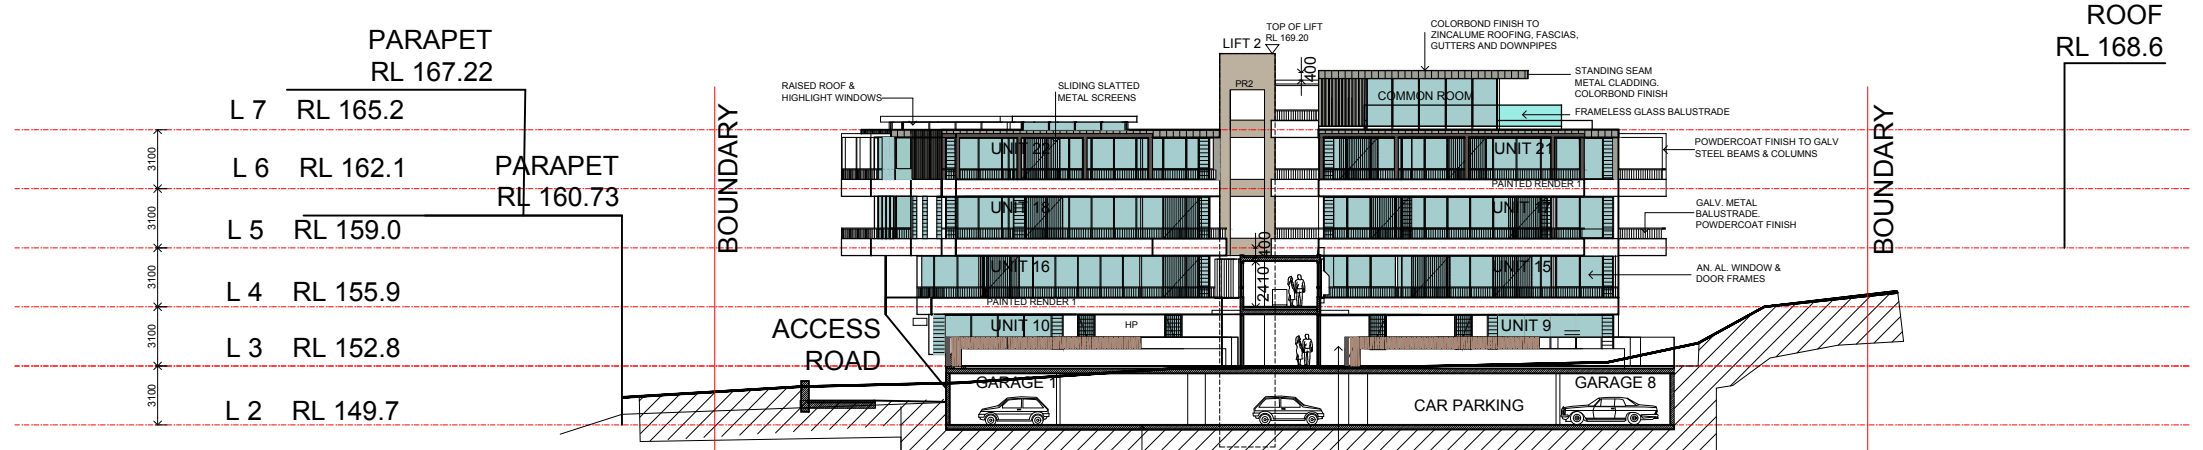 PARAPET
RL 167.22
L 7 RL 165.2
L 6 RL 162.1
PARAPET
RL 160.73
L 5 RL 159.0
L 4 RL 155.9
L 3 RL 152.8
L 2 RL 149.7
3100
3100
3100
3100
3100
BOUNDARY
ACCESS
ROAD
RAISED ROOF &
HIGHLIGHT WINDOWS
SLIDING SLATTED
METAL SCREENS
LIFT 2
TOP OF LIFT
RL 169.20
PR2
400
COLORBOND FINISH TO
ZINCALUME ROOFING, FASCIAS,
GUTTERS AND DOWNPIPES
STANDING SEAM
METAL CLADDING.
COLORBOND FINISH
COMMON ROOM
FRAMELESS GLASS BALUSTRADE
POWDERCOAT FINISH TO GALV
STEEL BEAMS & COLUMNS
GALV. METAL
BALUSTRADE.
POWDERCOAT FINISH
AN. AL. WINDOW &
DOOR FRAMES
UNIT 22
UNIT 21
PAINTED RENDER 1
UNIT 18
UNIT 17
400
UNIT 16
2410
UNIT 15
PAINTED RENDER 1
UNIT 10
HP
UNIT 9
GARAGE 1
CAR PARKING
GARAGE 8
BOUNDARY
ROOF
RL 168.6